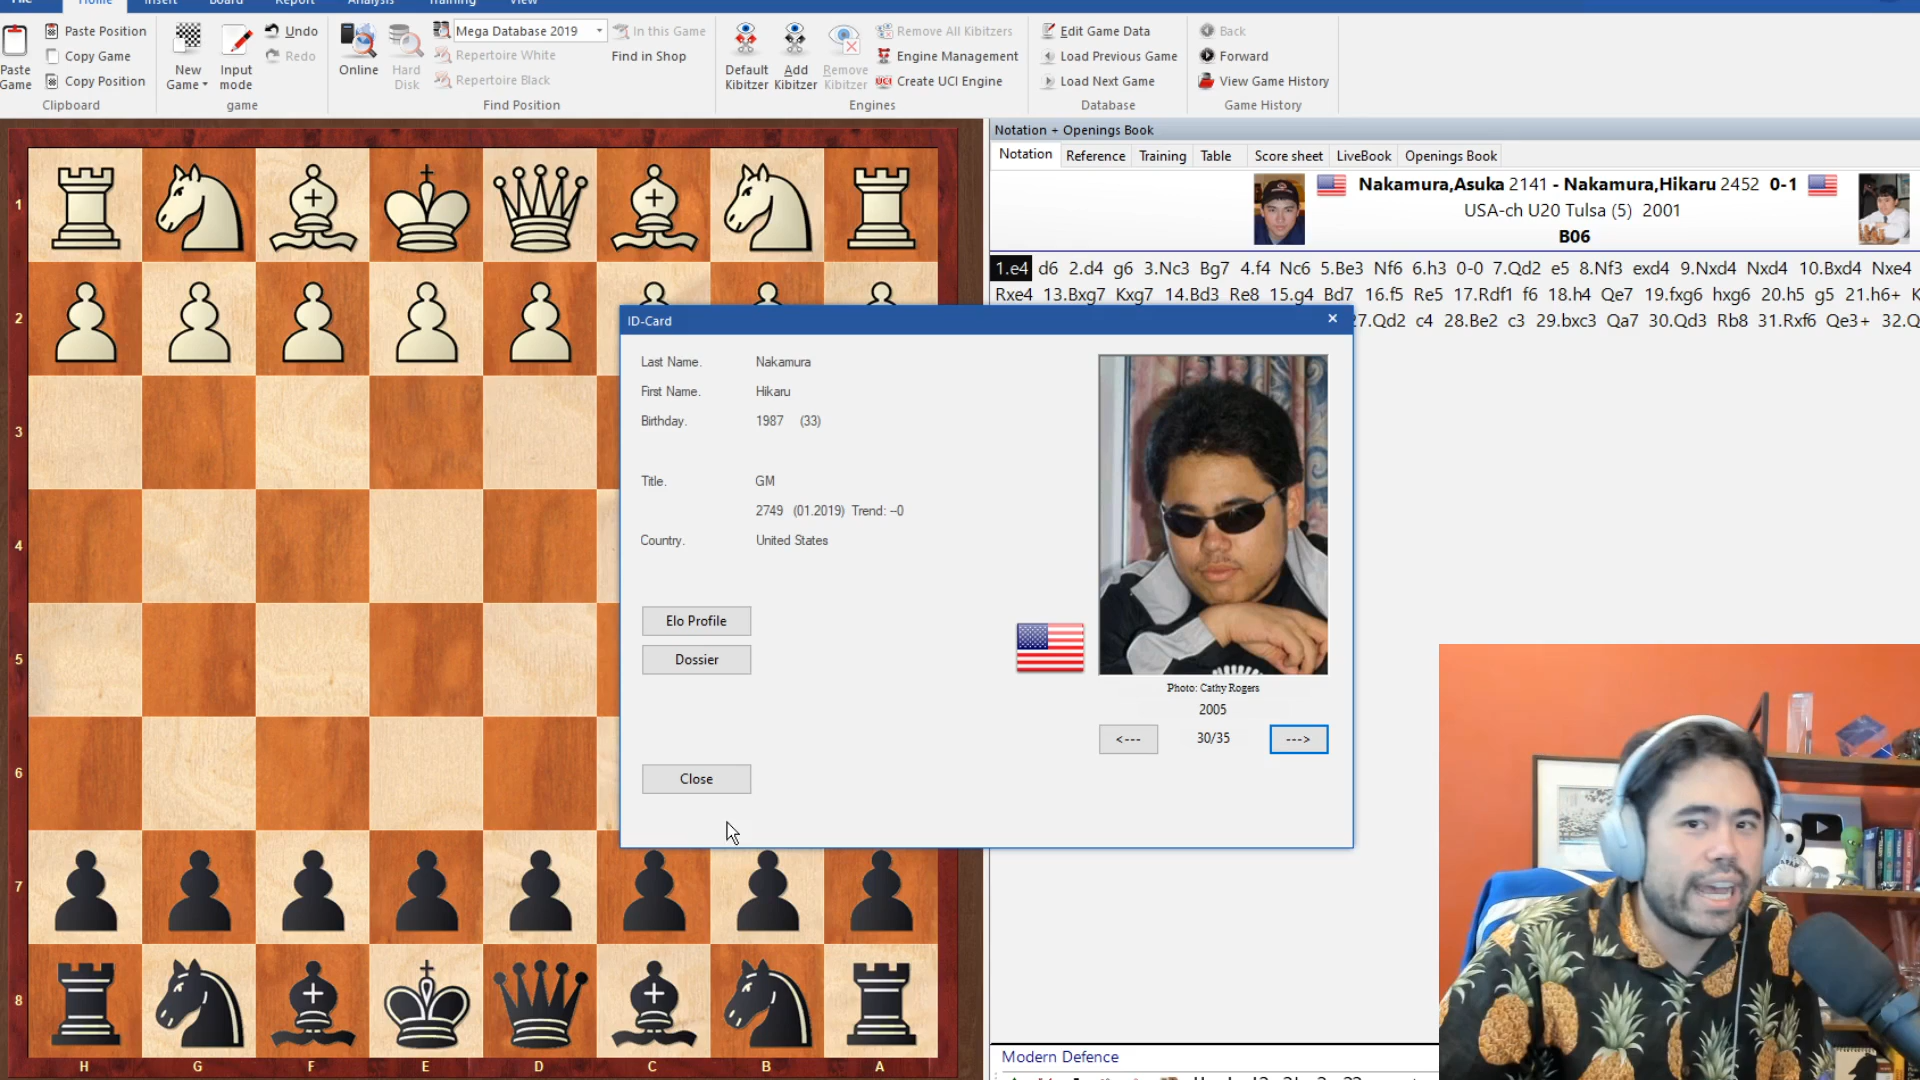 Home Insert Board Report Analysis Training View
Paste Game
Paste Position
Copy Game
Copy Position
Clipboard
New Game
Input mode
Undo
Redo
game
Online
Hard Disk
Mega Database 2019
Repertoire White
Repertoire Black
In this Game
Find in Shop
Find Position
Default Kibitzer
Add Kibitzer
Remove Kibitzer
Remove All Kibitzers
Engine Management
UCI Create UCI Engine
Engines
Edit Game Data
Load Previous Game
Load Next Game
Database
Back
Forward
View Game History
Game History
Notation + Openings Book
Notation Reference Training Table Score sheet LiveBook Openings Book
Nakamura,Asuka 2141 - Nakamura,Hikaru 2452 0-1
USA-ch U20 Tulsa (5) 2001
B06
1.e4 d6 2.d4 g6 3.Nc3 Bg7 4.f4 Nc6 5.Be3 Nf6 6.h3 0-0 7.Qd2 e5 8.Nf3 exd4 9.Nxd4 Nxd4 10.Bxd4 Nxe4
Rxe4 13.Bxg7 Kxg7 14.Bd3 Re8 15.g4 Bd7 16.f5 Re5 17.Rdf1 f6 18.h4 Qe7 19.fxg6 hxg6 20.h5 g5 21.h6+ K
27.Qd2 c4 28.Be2 c3 29.bxc3 Qa7 30.Qd3 Rb8 31.Rxf6 Qe3+ 32.Q
ID-Card
Last Name. Nakamura
First Name. Hikaru
Birthday. 1987 (33)
Title. GM
2749 (01.2019) Trend: --0
Country. United States
Elo Profile
Dossier
Close
Photo: Cathy Rogers
2005
<--- 30/35 --->
1
2
3
4
5
6
7
8
H G F E D C B A
Modern Defence